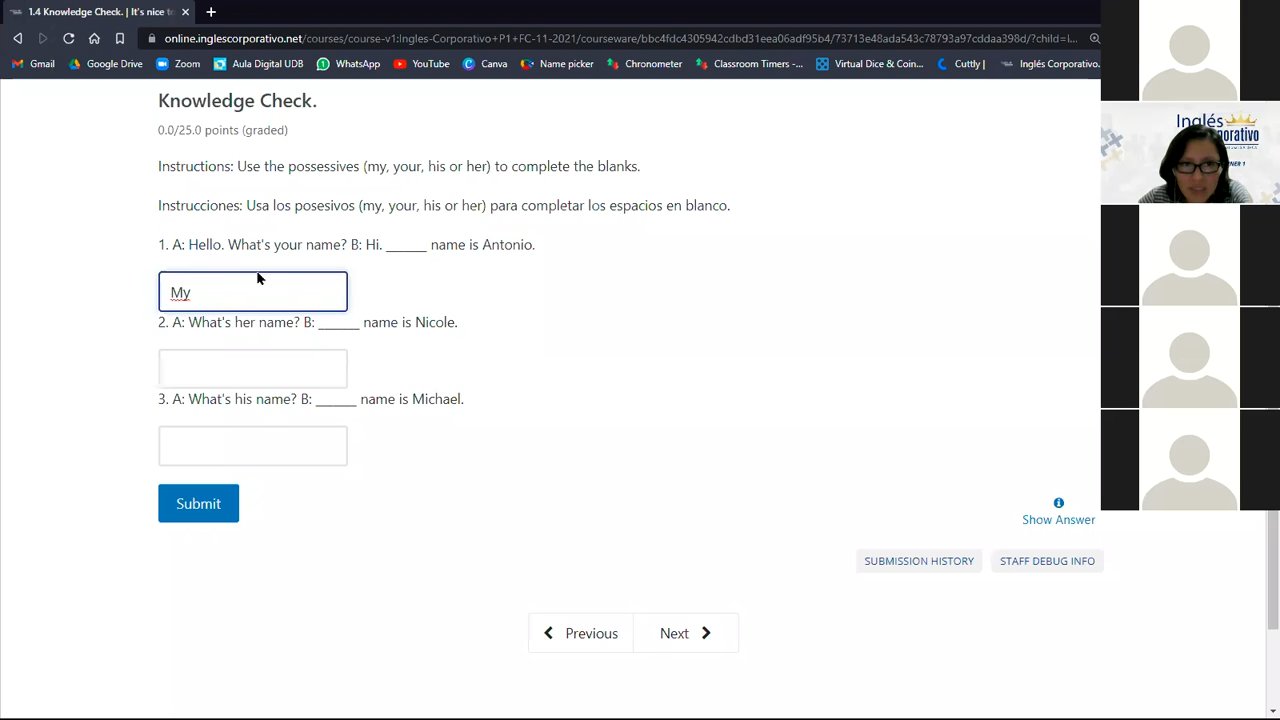 1.4 Knowledge Check. | It's nice t
online.inglescorporativo.net/courses/course-v1:Ingles-Corporativo+P1+FC-11-2021/courseware/bbc4fdc4305942cdbd31eea06adf95b4/77713e48ada543c78793a97cddaa398d/?child=l...
Gmail
Google Drive
Zoom
Aula Digital UDB
WhatsApp
YouTube
Canva
Name picker
Chronometer
Classroom Timers -...
Virtual Dice & Coin...
Cuttly |
Inglés Corporativo.
Knowledge Check.
0.0/25.0 points (graded)
Instructions: Use the possessives (my, your, his or her) to complete the blanks.
Instrucciones: Usa los posesivos (my, your, his or her) para completar los espacios en blanco.
1. A: Hello. What's your name? B: Hi. ______ name is Antonio.
My
2. A: What's her name? B: ______ name is Nicole.
3. A: What's his name? B: ______ name is Michael.
Submit
Show Answer
SUBMISSION HISTORY
STAFF DEBUG INFO
Previous
Next
Inglés